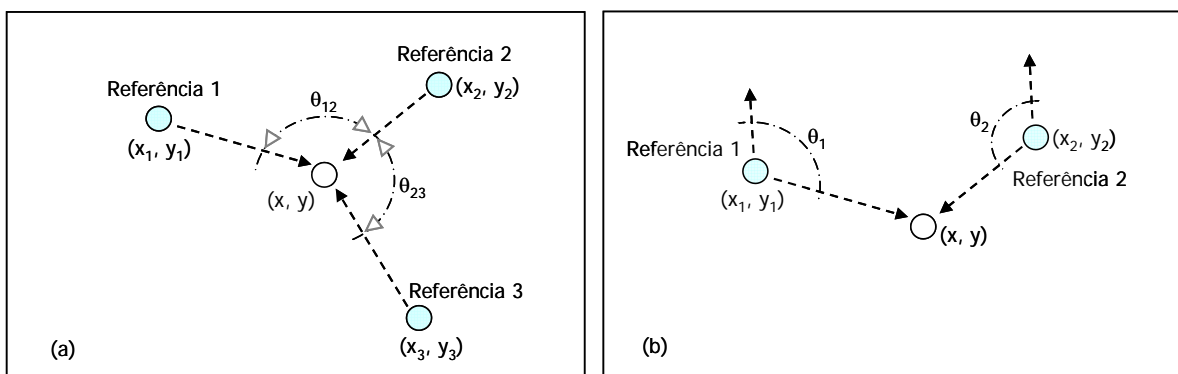 Referência 1
(x₁, y₁)
θ₁₂
Referência 2
(x₂, y₂)
(x, y)
θ₂₃
Referência 3
(x₃, y₃)
(a)
Referência 1
(x₁, y₁)
θ₁
θ₂
(x₂, y₂)
Referência 2
(x, y)
(b)